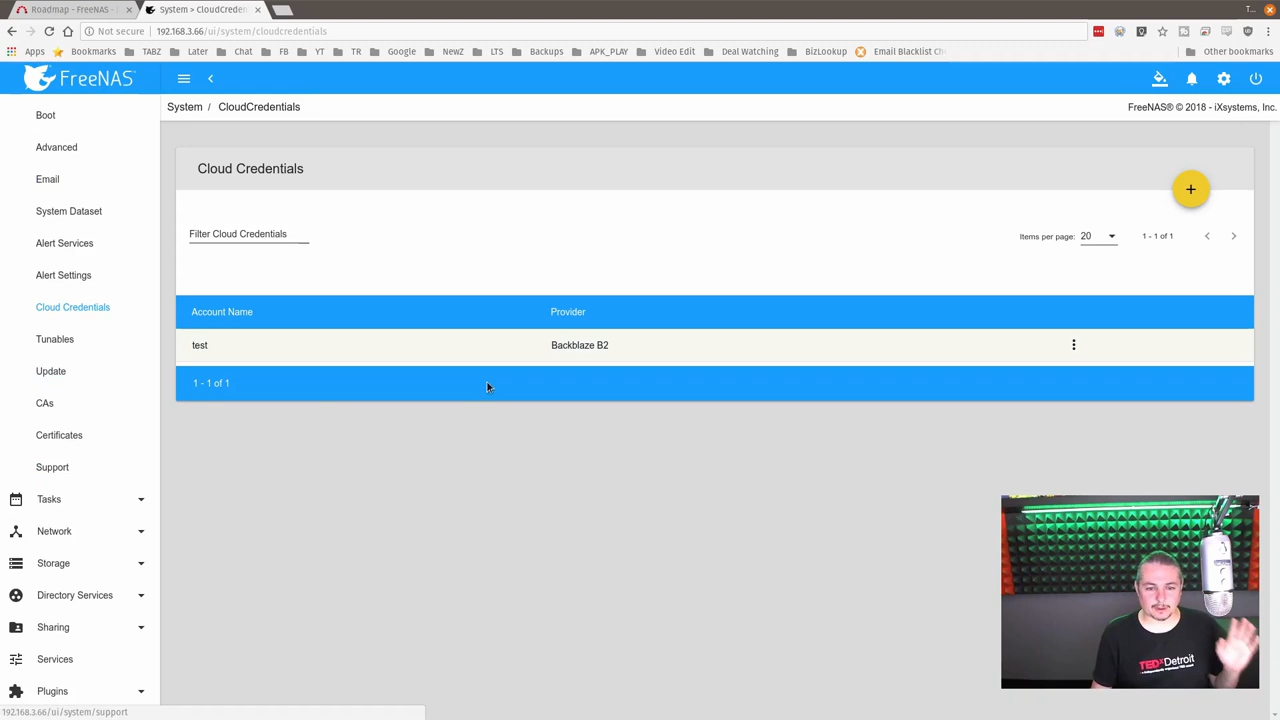 Roadmap - FreeNAS -
System > CloudCreden
T...
Not secure
192.168.3.66/ui/system/cloudcredentials
Apps
Bookmarks
TABZ
Later
Chat
FB
YT
TR
Google
NewZ
LTS
Backups
APK_PLAY
Video Edit
Deal Watching
BizLookup
Email Blacklist Ch
Other bookmarks
FreeNAS
System / CloudCredentials
FreeNAS® © 2018 - iXsystems, Inc.
Boot
Advanced
Email
System Dataset
Alert Services
Alert Settings
Cloud Credentials
Tunables
Update
CAs
Certificates
Support
Tasks
Network
Storage
Directory Services
Sharing
Services
Plugins
Cloud Credentials
+
Filter Cloud Credentials
Items per page: 20
1 - 1 of 1
Account Name
Provider
test
Backblaze B2
1 - 1 of 1
TEDxDetroit
192.168.3.66/ui/system/support